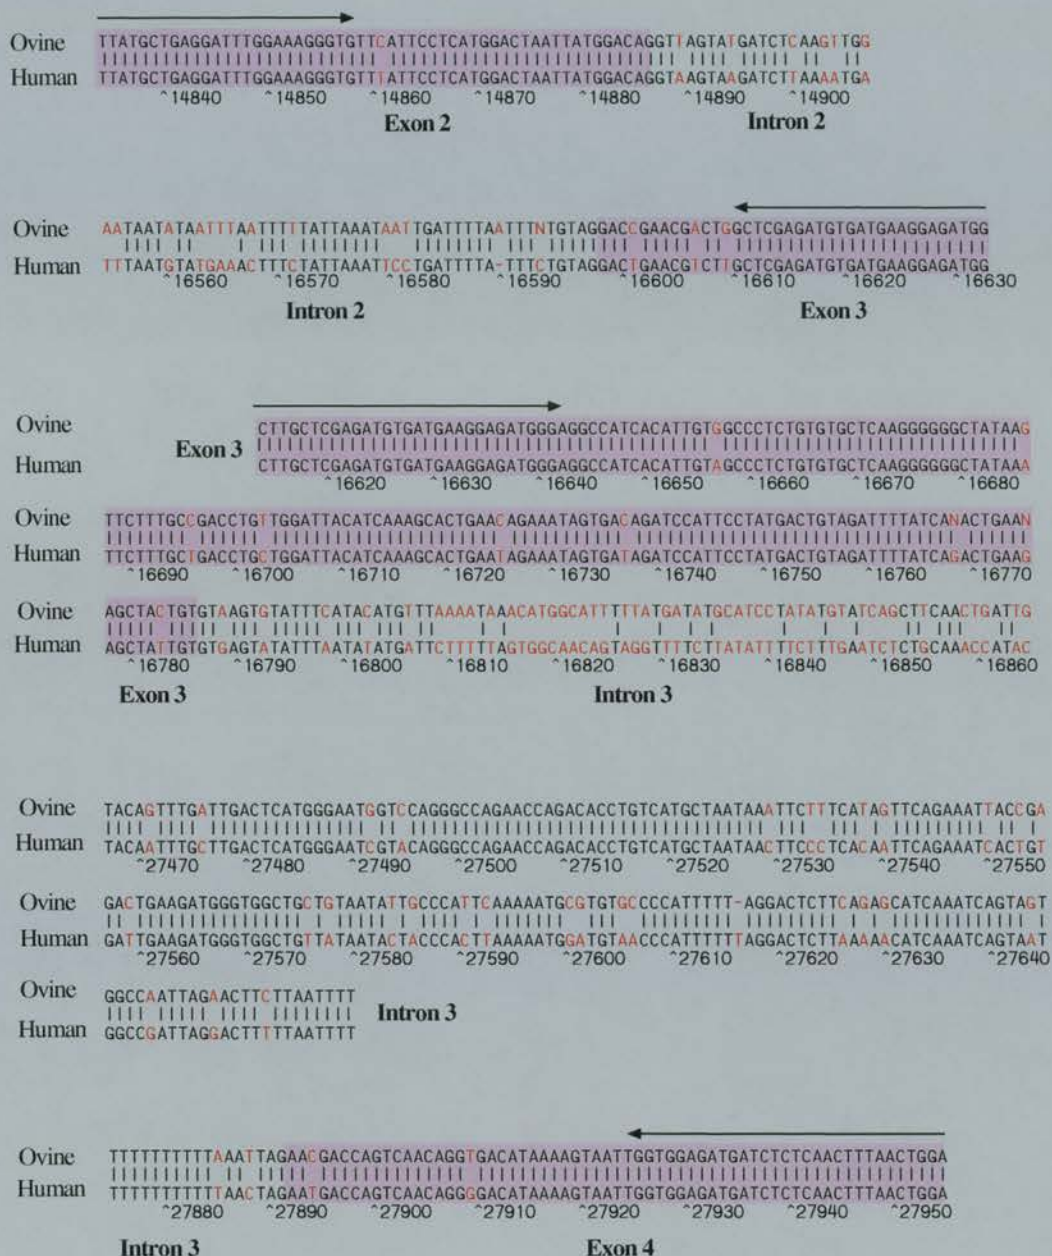 Ovine TTATGCTGAGGATTTGGAAAGGGTGTTCATTCCTCATGGACTAATTATGGACAGGTTAGTATGATCTCAAGTTGG
Human TTATGCTGAGGATTTGGAAAGGGTGTTTATTCCTCATGGACTAATTATGGACAGGTAAGTAAGATCTTAAAATGA
^14840 ^14850 ^14860 ^14870 ^14880 ^14890 ^14900
Exon 2 Intron 2
Ovine AATAATATAATTTAATTTTTATTAAATAATTGATTTTAATTTNTGTAGGACCGAACGACTGGCTCGAGATGTGATGAAGGAGATGG
Human TTTAATGTATGAAACTTTCTATTAAATTCCTGATTTTA-TTTCTGTAGGACTGAACGTCTTGCTCGAGATGTGATGAAGGAGATGG
^16560 ^16570 ^16580 ^16590 ^16600 ^16610 ^16620 ^16630
Intron 2 Exon 3
Ovine CTTGCTCGAGATGTGATGAAGGAGATGGGAGGCCATCACATTGTGGCCCTCTGTGTGCTCAAGGGGGGCTATAAG
Exon 3
Human CTTGCTCGAGATGTGATGAAGGAGATGGGAGGCCATCACATTGTAGCCCTCTGTGTGCTCAAGGGGGGCTATAAA
^16620 ^16630 ^16640 ^16650 ^16660 ^16670 ^16680
Ovine TTCTTTGCCGACCTGTTGGATTACATCAAAGCACTGAACAGAAATAGTGACAGATCCATTCCTATGACTGTAGATTTTATCANACTGAAN
Human TTCTTTGCTGACCTGCTGGATTACATCAAAGCACTGAATAGAAATAGTGATAGATCCATTCCTATGACTGTAGATTTTATCAGACTGAAG
^16690 ^16700 ^16710 ^16720 ^16730 ^16740 ^16750 ^16760 ^16770
Ovine AGCTACTGTGTAAGTGTATTTCATACATGTTTAAAATAAACATGGCATTTTTATGATATGCATCCTATATGTATCAGCTTCAACTGATTG
Human AGCTATTGTGTGAGTATATTTAATATATGATTCTTTTTAGTGGCAACAGTAGGTTTTCTTATATTTTCTTTGAATCTCTGCAAACCATAC
^16780 ^16790 ^16800 ^16810 ^16820 ^16830 ^16840 ^16850 ^16860
Exon 3 Intron 3
Ovine TACAGTTTGATTGACTCATGGGAATGGTCCAGGGCCAGAACCAGACACCTGTCATGCTAATAAATTCTTTCATAGTTCAGAAATTACCGA
Human TACAATTTGCTTGACTCATGGGAATCGTACAGGGCCAGAACCAGACACCTGTCATGCTAATAACTTCCCTCACAATTCAGAAATCACTGT
^27470 ^27480 ^27490 ^27500 ^27510 ^27520 ^27530 ^27540 ^27550
Ovine GACTGAAGATGGGTGGCTGCTGTAATATTGCCCATTCAAAAATGCGTGTGCCCCATTTTT-AGGACTCTTCAGAGCATCAAATCAGTAGT
Human GATTGAAGATGGGTGGCTGTTATAATACTACCCACTTAAAAATGGATGTAACCCATTTTTTAGGACTCTTAAAAACATCAAATCAGTAAT
^27560 ^27570 ^27580 ^27590 ^27600 ^27610 ^27620 ^27630 ^27640
Ovine GGCCAATTAGAACTTCTTAATTTT
Intron 3
Human GGCCGATTAGGACTTTTTAATTTT
Ovine TTTTTTTTTTAAATTAGAACGACCAGTCAACAGGTGACATAAAAGTAATTGGTGGAGATGATCTCTCAACTTTAACTGGA
Human TTTTTTTTTTTAACTAGAATGACCAGTCAACAGGGGACATAAAAGTAATTGGTGGAGATGATCTCTCAACTTTAACTGGA
^27880 ^27890 ^27900 ^27910 ^27920 ^27930 ^27940 ^27950
Intron 3 Exon 4